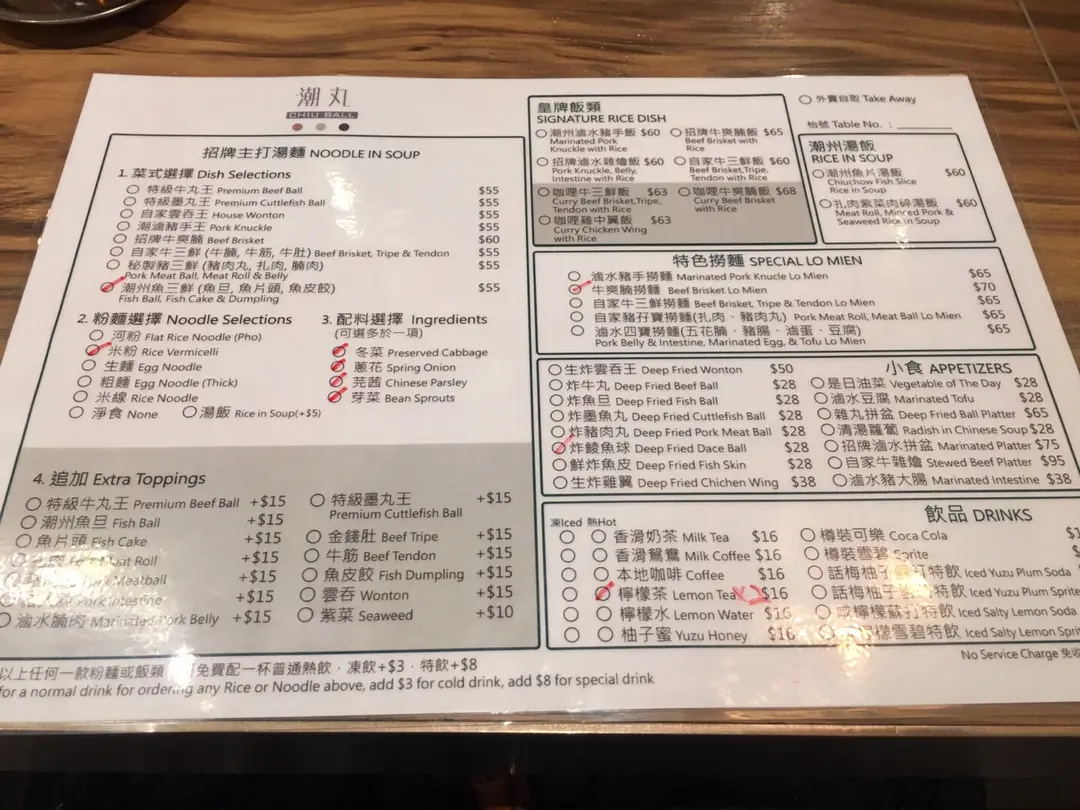 潮丸
CHIU BALL
招牌主打湯麵 NOODLE IN SOUP
1. 菜式選擇 Dish Selections
特級牛丸王 Premium Beef Ball $55
特級墨丸王 Premium Cuttlefish Ball $55
自家雲吞王 House Wonton $55
潮滷豬手王 Pork Knuckle $55
招牌牛爽腩 Beef Brisket $60
自家牛三鮮 (牛腩, 牛筋, 牛肚) Beef Brisket, Tripe & Tendon $55
秘製豬三鮮 (豬肉丸, 扎肉, 腩肉) $55
Pork Meat Ball, Meat Roll & Belly
潮州魚三鮮 (魚旦, 魚片頭, 魚皮餃) $55
Fish Ball, Fish Cake & Dumpling
2. 粉麵選擇 Noodle Selections
河粉 Flat Rice Noodle (Pho)
米粉 Rice Vermicelli
生麵 Egg Noodle
粗麵 Egg Noodle (Thick)
米線 Rice Noodle
淨食 None 湯飯 Rice in Soup(+$5)
3. 配料選擇 Ingredients
(可選多於一項)
冬菜 Preserved Cabbage
蔥花 Spring Onion
芫茜 Chinese Parsley
芽菜 Bean Sprouts
4. 追加 Extra Toppings
特級牛丸王 Premium Beef Ball +$15
潮州魚旦 Fish Ball +$15
魚片頭 Fish Cake +$15
肉 Meat Roll +$15
Meatball +$15
Pork Intestine +$15
滷水腩肉 Marinated Pork Belly +$15
特級墨丸王 +$15
Premium Cuttlefish Ball
金錢肚 Beef Tripe +$15
牛筋 Beef Tendon +$15
魚皮餃 Fish Dumpling +$15
雲吞 Wonton +$15
紫菜 Seaweed +$10
以上任何一款粉麵或飯類 免費配一杯普通熱飲, 凍飲+$3, 特飲+$8
for a normal drink for ordering any Rice or Noodle above, add $3 for cold drink, add $8 for special drink
皇牌飯類
SIGNATURE RICE DISH
潮州滷水豬手飯 $60
Marinated Pork
Knuckle with Rice
招牌牛爽腩飯 $65
Beef Brisket with
Rice
招牌滷水雜燴飯 $60
Pork Knuckle, Belly,
Intestine with Rice
自家牛三鮮飯 $60
Beef Brisket,Tripe,
Tendon with Rice
咖哩牛三鮮飯 $63
Curry Beef Brisket,Tripe,
Tendon with Rice
咖哩牛爽腩飯 $68
Curry Beef Brisket
with Rice
咖哩雞中翼飯 $63
Curry Chicken Wing
with Rice
外賣自取 Take Away
枱號 Table No. :
潮州湯飯
RICE IN SOUP
潮州魚片湯飯 $60
Chiuchow Fish Slice
Rice in Soup
扎肉紫菜肉碎湯飯 $60
Meat Roll, Minced Pork &
Seaweed Rice in Soup
特色撈麵 SPECIAL LO MIEN
滷水豬手撈麵 Marinated Pork Knucle Lo Mien $65
牛爽腩撈麵 Beef Brisket Lo Mien $70
自家牛三鮮撈麵 Beef Brisket, Tripe & Tendon Lo Mien $65
自家豬孖寶撈麵(扎肉、豬肉丸) Pork Meat Roll, Meat Ball Lo Mien $65
滷水四寶撈麵(五花腩、豬腸、滷蛋、豆腐) $65
Pork Belly & Intestine, Marinated Egg, & Tofu Lo Mien
小食 APPETIZERS
生炸雲吞王 Deep Fried Wonton $50
炸牛丸 Deep Fried Beef Ball $28
炸魚旦 Deep Fried Fish Ball $28
炸墨魚丸 Deep Fried Cuttlefish Ball $28
炸豬肉丸 Deep Fried Pork Meat Ball $28
炸鯪魚球 Deep Fried Dace Ball $28
鮮炸魚皮 Deep Fried Fish Skin $28
生炸雞翼 Deep Fried Chichen Wing $38
是日油菜 Vegetable of The Day $28
滷水豆腐 Marinated Tofu $28
雜丸拼盆 Deep Fried Ball Platter $65
清湯蘿蔔 Radish in Chinese Soup $28
招牌滷水拼盆 Marinated Platter $75
自家牛雜燴 Stewed Beef Platter $95
滷水豬大腸 Marinated Intestine $38
飲品 DRINKS
凍Iced 熱Hot
香滑奶茶 Milk Tea $16
香滑鴛鴦 Milk Coffee $16
本地咖啡 Coffee $16
檸檬茶 Lemon Tea x2 $16
檸檬水 Lemon Water $16
柚子蜜 Yuzu Honey $16
樽裝可樂 Coca Cola
樽裝雪碧 Sprite
話梅柚子 打特飲 Iced Yuzu Plum Soda
話梅柚子 特飲 Iced Yuzu Plum Sprite
咸檸檬蘇打特飲 Iced Salty Lemon Soda
檸檬雪碧特飲 Iced Salty Lemon
No Service Charge 免收